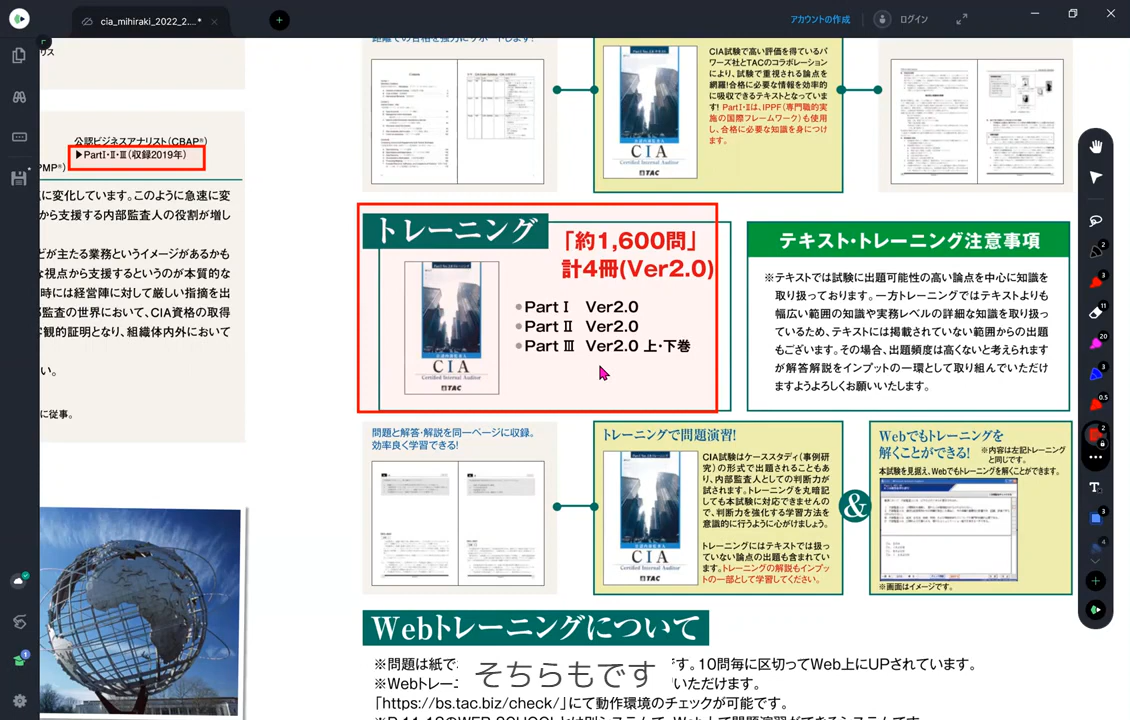 cia_mihiraki_2022_2....*
アカウントの作成
ログイン
公認ビジネスアナリスト(CBAP®)
▶PartⅠ・Ⅱ・Ⅲ(収録2019年)
PMP®)
に変化しています。このように急速に変
から支援する内部監査人の役割が増し
どが主たる業務というイメージがあるかも
な視点から支援するというのが本質的な
時には経営陣に対して厳しい指摘を出
部監査の世界において、CIA資格の取得
客観的証明となり、組織体内外において
い。
に従事。
CIA試験で高い評価を得ているパ
ワーズ社とTACのコラボレーション
により、試験で重視される論点を
網羅!合格に必要な情報を効率的
に吸収できるテキストとなっていま
す! PartⅠ・Ⅱは、IPPF(専門職的実
施の国際フレームワーク)も使用
し、合格に必要な知識を身につけ
ます。
CIA
Certified Internal Auditor
TAC
トレーニング
「約1,600問」
計4冊(Ver2.0)
Part Ⅰ Ver2.0
Part Ⅱ Ver2.0
Part Ⅲ Ver2.0 上・下巻
CIA
Certified Internal Auditor
TAC
テキスト・トレーニング注意事項
※テキストでは試験に出題可能性の高い論点を中心に知識を
取り扱っております。一方トレーニングではテキストよりも
幅広い範囲の知識や実務レベルの詳細な知識を取り扱っ
ているため、テキストには掲載されていない範囲からの出題
もございます。その場合、出題頻度は高くないと考えられます
が解答解説をインプットの一環として取り組んでいただけ
ますようよろしくお願いいたします。
問題と解答・解説を同一ページに収録。
効率良く学習できる!
トレーニングで問題演習!
CIA試験はケーススタディ(事例研
究)の形式で出題されることもあ
り、内部監査人としての判断力が
試されます。トレーニングを丸暗記
しても本試験に対応できませんの
で、判断力を強化する学習方法を
意識的に行うように心がけましょう。
トレーニングにはテキストでは扱っ
ていない論点の出題も含まれていま
す。トレーニングの解説もインプッ
トの一部として学習してください。
CIA
Certified Internal Auditor
TAC
&
Webでもトレーニングを
解くことができる!
※内容は左記トレーニング
と同じです。
本試験を見据え、Webでもトレーニングを解くことができます。
※画面はイメージです。
Webトレーニングについて
※問題は紙で
です。10問毎に区切ってWeb上にUPされています。
※Webトレー
いただけます。
「https://bs.tac.biz/check/」にて動作環境のチェックが可能です。
そちらもです